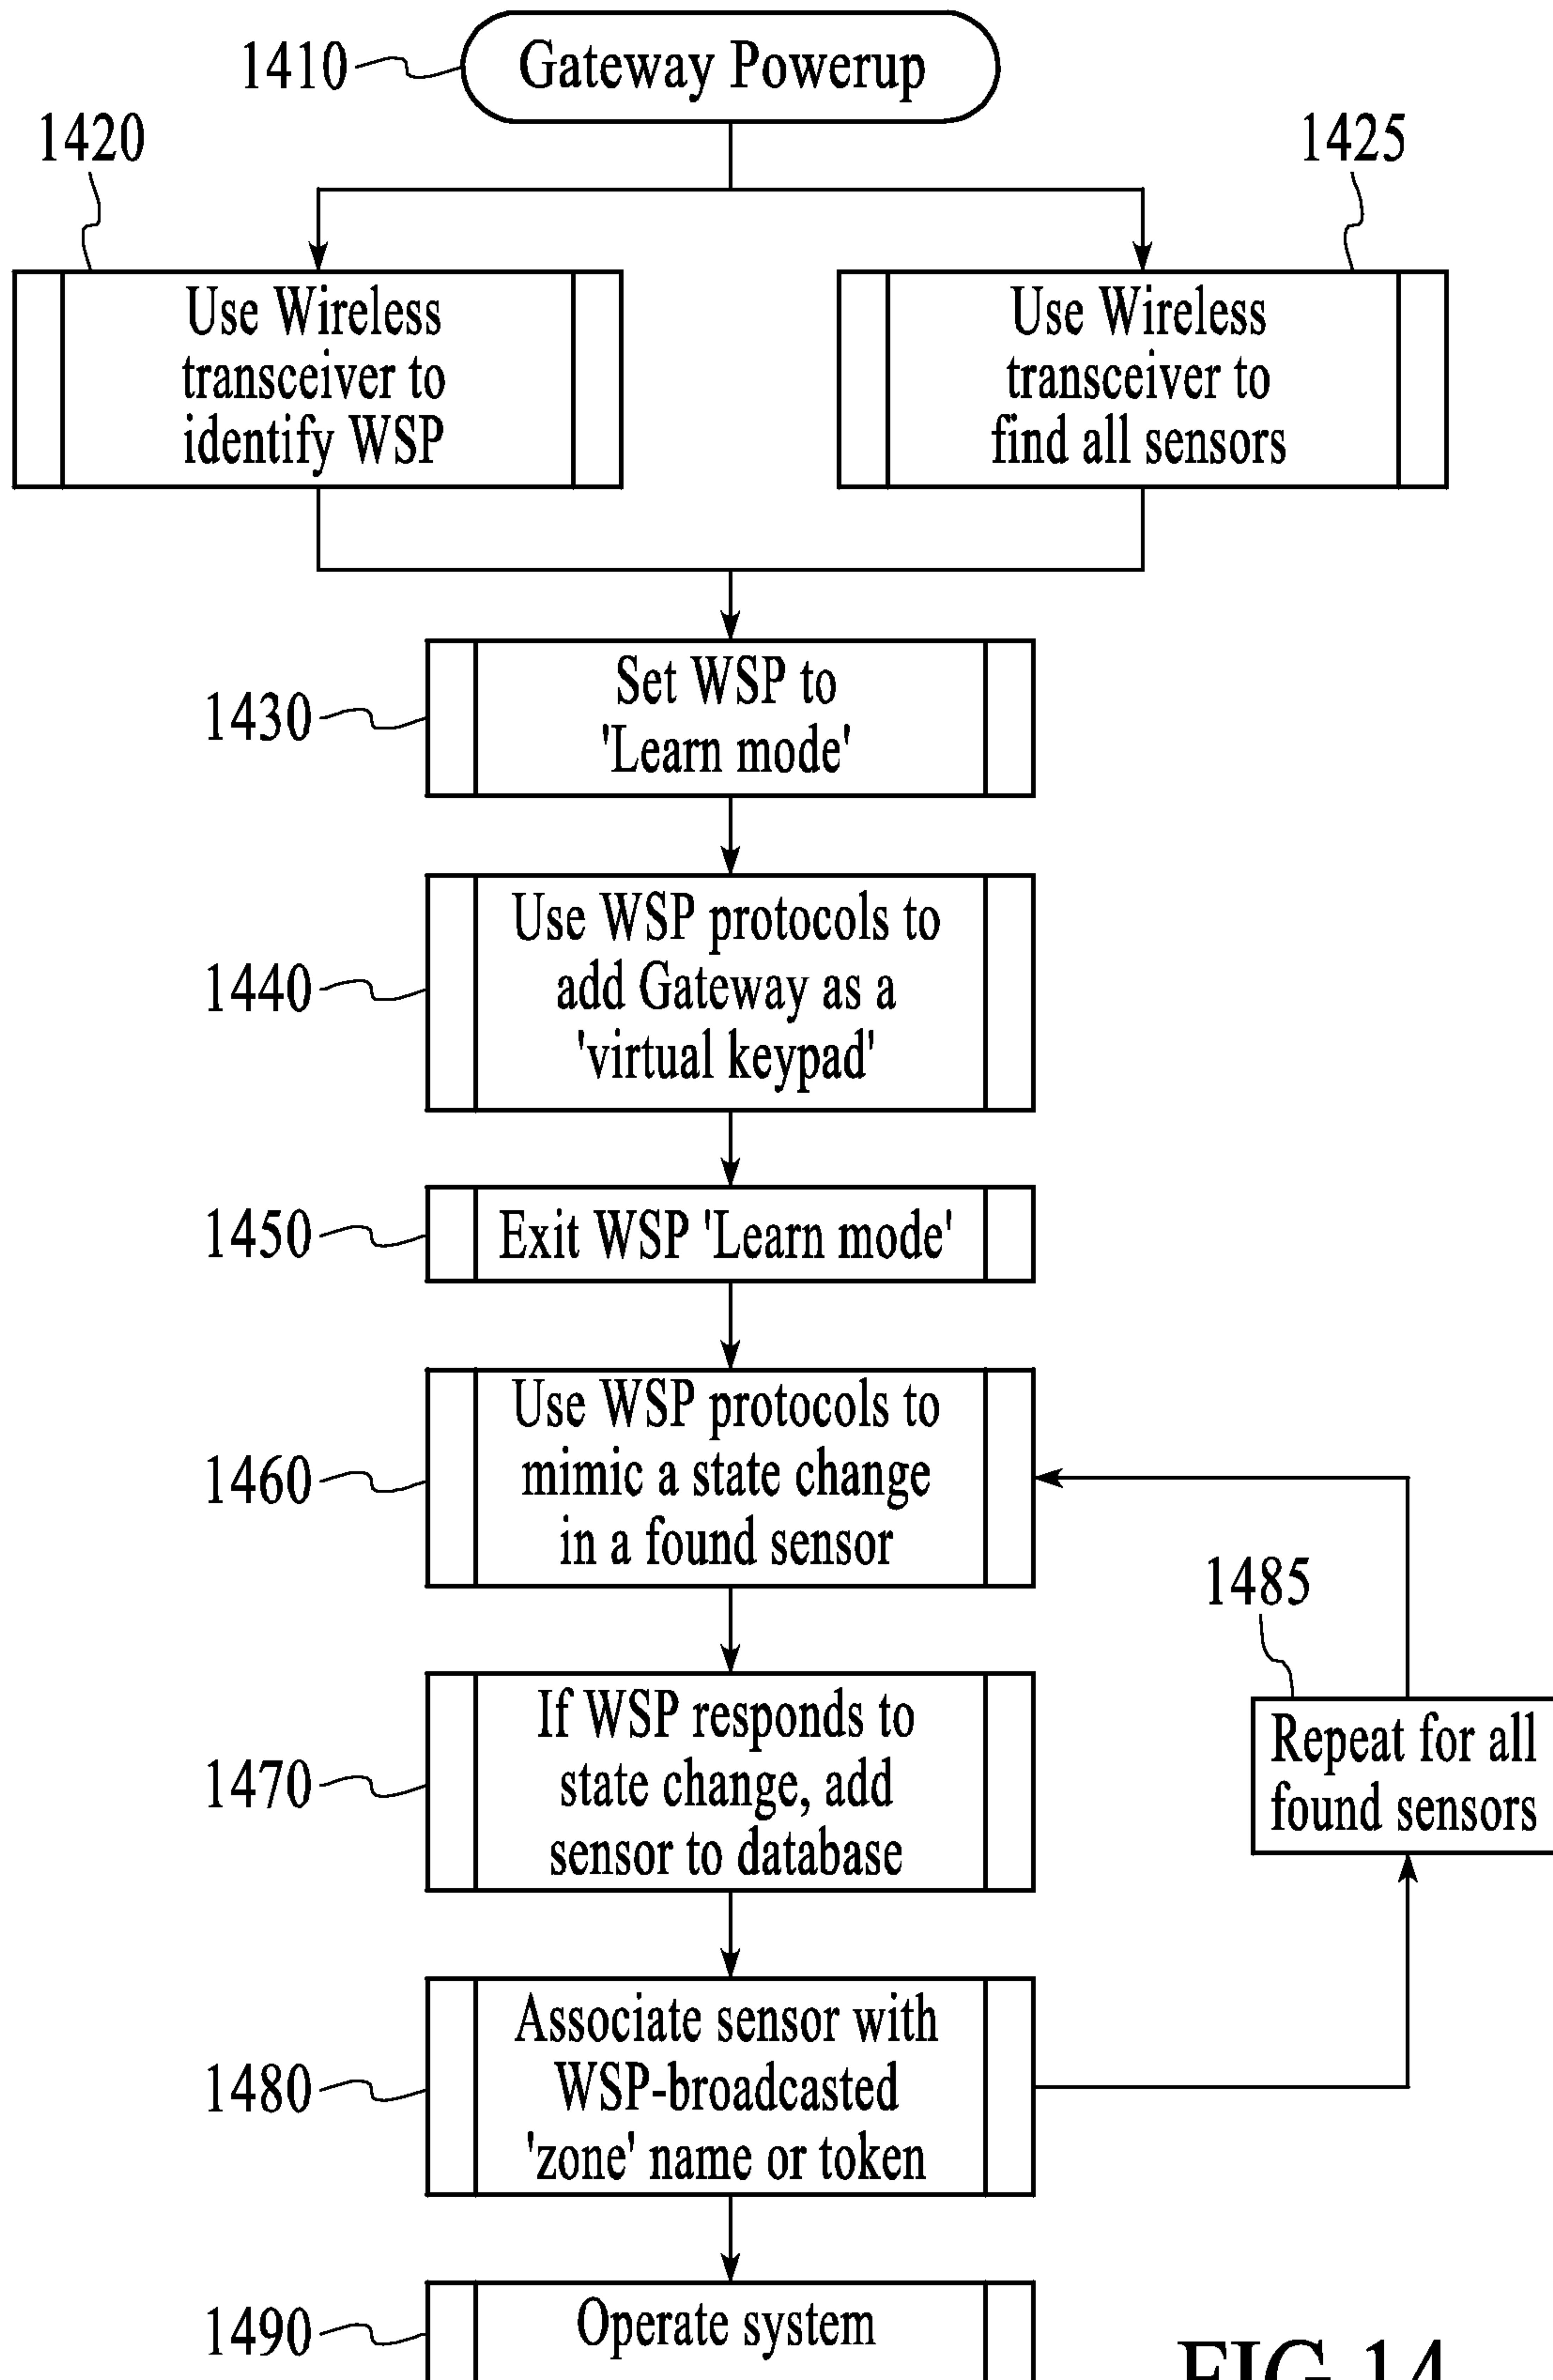 1410
Gateway Powerup
1420
1425
Use Wireless
transceiver to
identify WSP
Use Wireless
transceiver to
find all sensors
1430
Set WSP to
'Learn mode'
1440
Use WSP protocols to
add Gateway as a
'virtual keypad'
1450
Exit WSP 'Learn mode'
1460
Use WSP protocols to
mimic a state change
in a found sensor
1485
Repeat for all
found sensors
1470
If WSP responds to
state change, add
sensor to database
1480
Associate sensor with
WSP-broadcasted
'zone' name or token
1490
Operate system
FIG.14